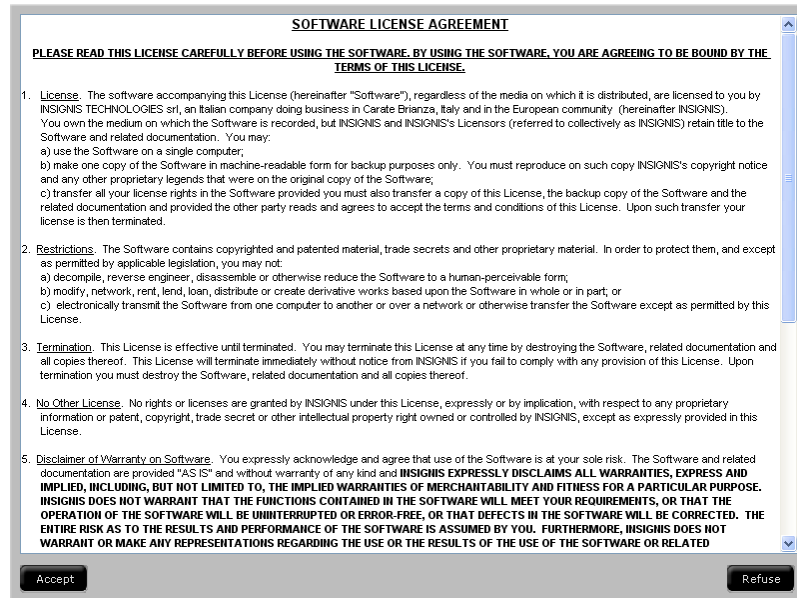 SOFTWARE LICENSE AGREEMENT
PLEASE READ THIS LICENSE CAREFULLY BEFORE USING THE SOFTWARE. BY USING THE SOFTWARE, YOU ARE AGREEING TO BE BOUND BY THE
TERMS OF THIS LICENSE.
1. License. The software accompanying this License (hereinafter "Software"), regardless of the media on which it is distributed, are licensed to you by
INSIGNIS TECHNOLOGIES srl, an Italian company doing business in Carate Brianza, Italy and in the European community (hereinafter INSIGNIS).
You own the medium on which the Software is recorded, but INSIGNIS and INSIGNIS's Licensors (referred to collectively as INSIGNIS) retain title to the
Software and related documentation. You may:
a) use the Software on a single computer;
b) make one copy of the Software in machine-readable form for backup purposes only. You must reproduce on such copy INSIGNIS's copyright notice
and any other proprietary legends that were on the original copy of the Software;
c) transfer all your license rights in the Software provided you must also transfer a copy of this License, the backup copy of the Software and the
related documentation and provided the other party reads and agrees to accept the terms and conditions of this License. Upon such transfer your
license is then terminated.
2. Restrictions. The Software contains copyrighted and patented material, trade secrets and other proprietary material. In order to protect them, and except
as permitted by applicable legislation, you may not:
a) decompile, reverse engineer, disassemble or otherwise reduce the Software to a human-perceivable form;
b) modify, network, rent, lend, loan, distribute or create derivative works based upon the Software in whole or in part; or
c) electronically transmit the Software from one computer to another or over a network or otherwise transfer the Software except as permitted by this
License.
3. Termination. This License is effective until terminated. You may terminate this License at any time by destroying the Software, related documentation and
all copies thereof. This License will terminate immediately without notice from INSIGNIS if you fail to comply with any provision of this License. Upon
termination you must destroy the Software, related documentation and all copies thereof.
4. No Other License. No rights or licenses are granted by INSIGNIS under this License, expressly or by implication, with respect to any proprietary
information or patent, copyright, trade secret or other intellectual property right owned or controlled by INSIGNIS, except as expressly provided in this
License.
5. Disclaimer of Warranty on Software. You expressly acknowledge and agree that use of the Software is at your sole risk. The Software and related
documentation are provided "AS IS" and without warranty of any kind and INSIGNIS EXPRESSLY DISCLAIMS ALL WARRANTIES, EXPRESS AND
IMPLIED, INCLUDING, BUT NOT LIMITED TO, THE IMPLIED WARRANTIES OF MERCHANTABILITY AND FITNESS FOR A PARTICULAR PURPOSE.
INSIGNIS DOES NOT WARRANT THAT THE FUNCTIONS CONTAINED IN THE SOFTWARE WILL MEET YOUR REQUIREMENTS, OR THAT THE
OPERATION OF THE SOFTWARE WILL BE UNINTERRUPTED OR ERROR-FREE, OR THAT DEFECTS IN THE SOFTWARE WILL BE CORRECTED. THE
ENTIRE RISK AS TO THE RESULTS AND PERFORMANCE OF THE SOFTWARE IS ASSUMED BY YOU. FURTHERMORE, INSIGNIS DOES NOT
WARRANT OR MAKE ANY REPRESENTATIONS REGARDING THE USE OR THE RESULTS OF THE USE OF THE SOFTWARE OR RELATED
Accept
Refuse